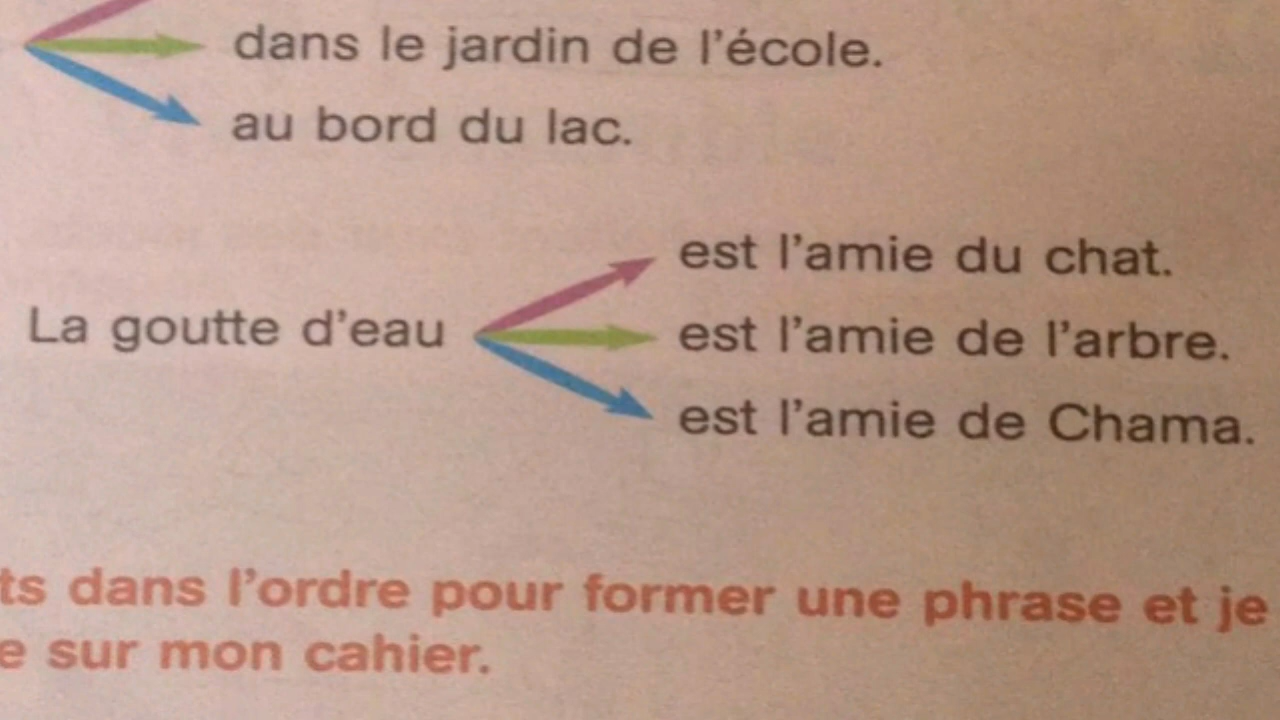 dans le jardin de l'école.
au bord du lac.
est l'amie du chat.
La goutte d'eau est l'amie de l'arbre.
est l'amie de Chama.
ts dans l'ordre pour former une phrase et je
e sur mon cahier.